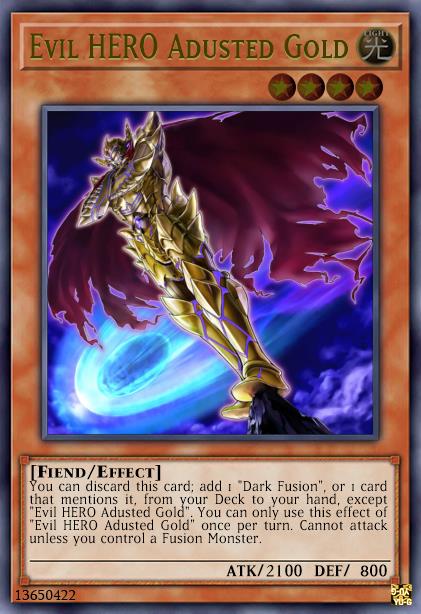 Evil HERO Adusted Gold
LIGHT
光
[Fiend/Effect]
You can discard this card; add 1 "Dark Fusion", or 1 card
that mentions it, from your Deck to your hand, except
"Evil HERO Adusted Gold". You can only use this effect of
"Evil HERO Adusted Gold" once per turn. Cannot attack
unless you control a Fusion Monster.
ATK/2100 DEF/ 800
13650422